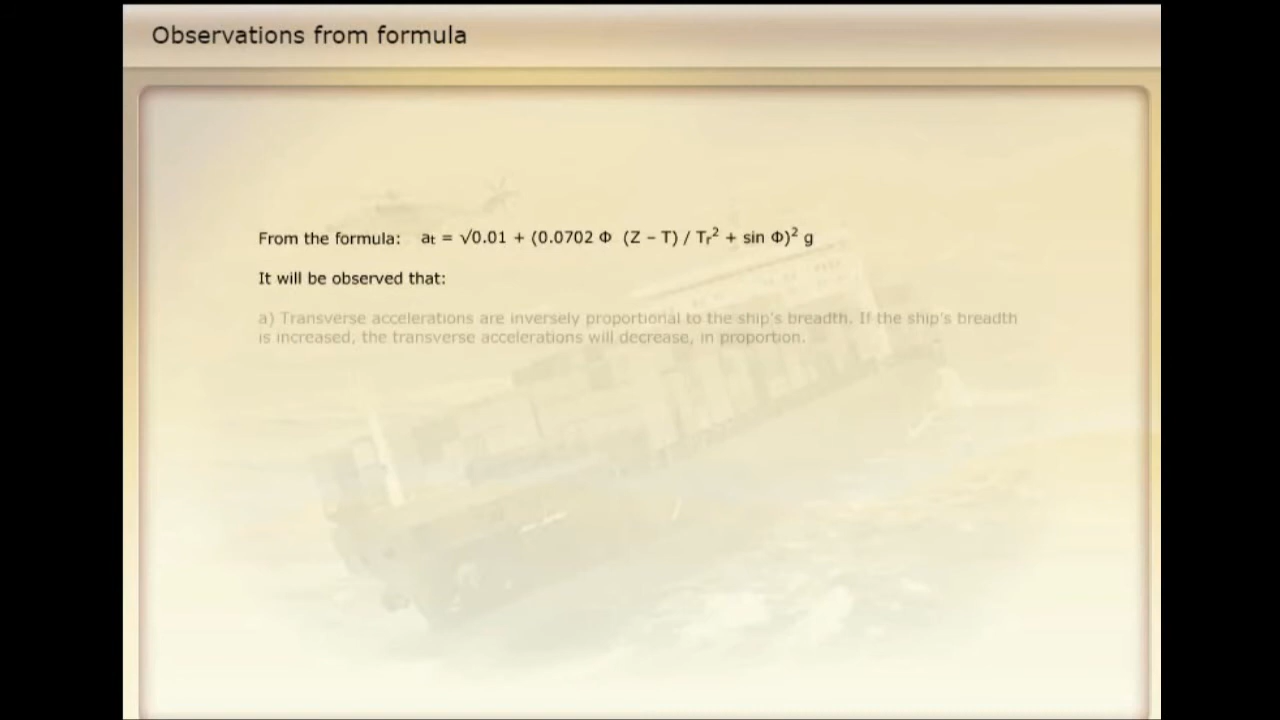 Observations from formula
From the formula: at = √0.01 + (0.0702 Φ (Z – T) / Tr² + sin Φ)² g
It will be observed that:
a) Transverse accelerations are inversely proportional to the ship's breadth. If the ship's breadth
is increased, the transverse accelerations will decrease, in proportion.